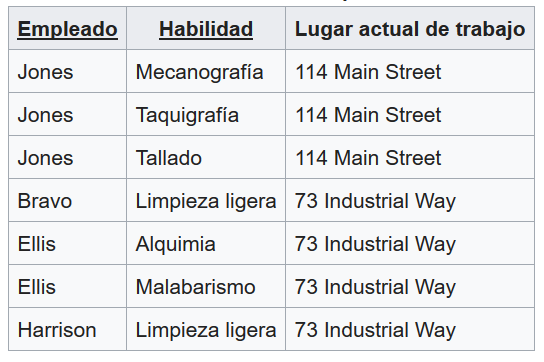 Empleado Habilidad Lugar actual de trabajo
Jones Mecanografía 114 Main Street
Jones Taquigrafía 114 Main Street
Jones Tallado 114 Main Street
Bravo Limpieza ligera 73 Industrial Way
Ellis Alquimia 73 Industrial Way
Ellis Malabarismo 73 Industrial Way
Harrison Limpieza ligera 73 Industrial Way